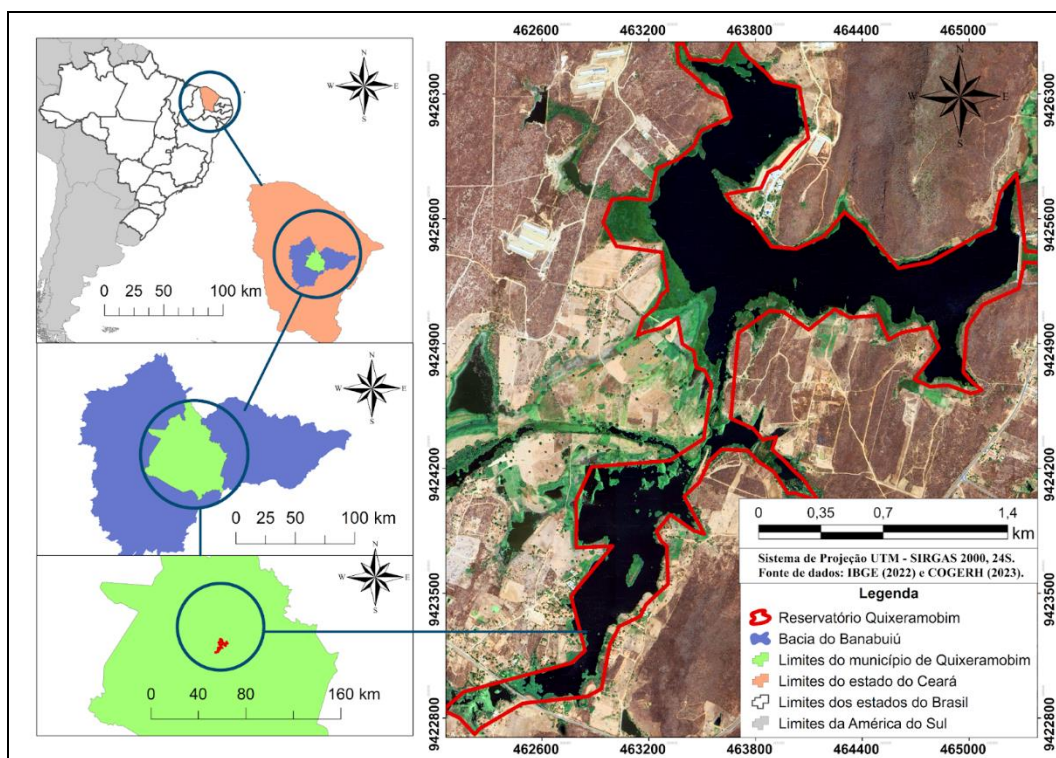 N
W E
S
0 25 50 100 km
N
W E
S
0 25 50 100 km
N
W E
S
0 80 160 km
462600 463200 463800 464400 465000
9426300
9425600
9424900
9424200
9423500
9422800
N
W E
S
9426300
9425600
9424900
9424200
9423500
9422800
0 0,35 0,7 1,4
km
Sistema de Projeção UTM - SIRGAS 2000, 24S.
Fonte de dados: IBGE (2022) e COGERH (2023).
Legenda
Reservatório Quixeramobim
Bacia do Banabuiú
Limites do município de Quixeramobim
Limites do estado do Ceará
Limites dos estados do Brasil
Limites da América do Sul
462600 463200 463800 464400 465000